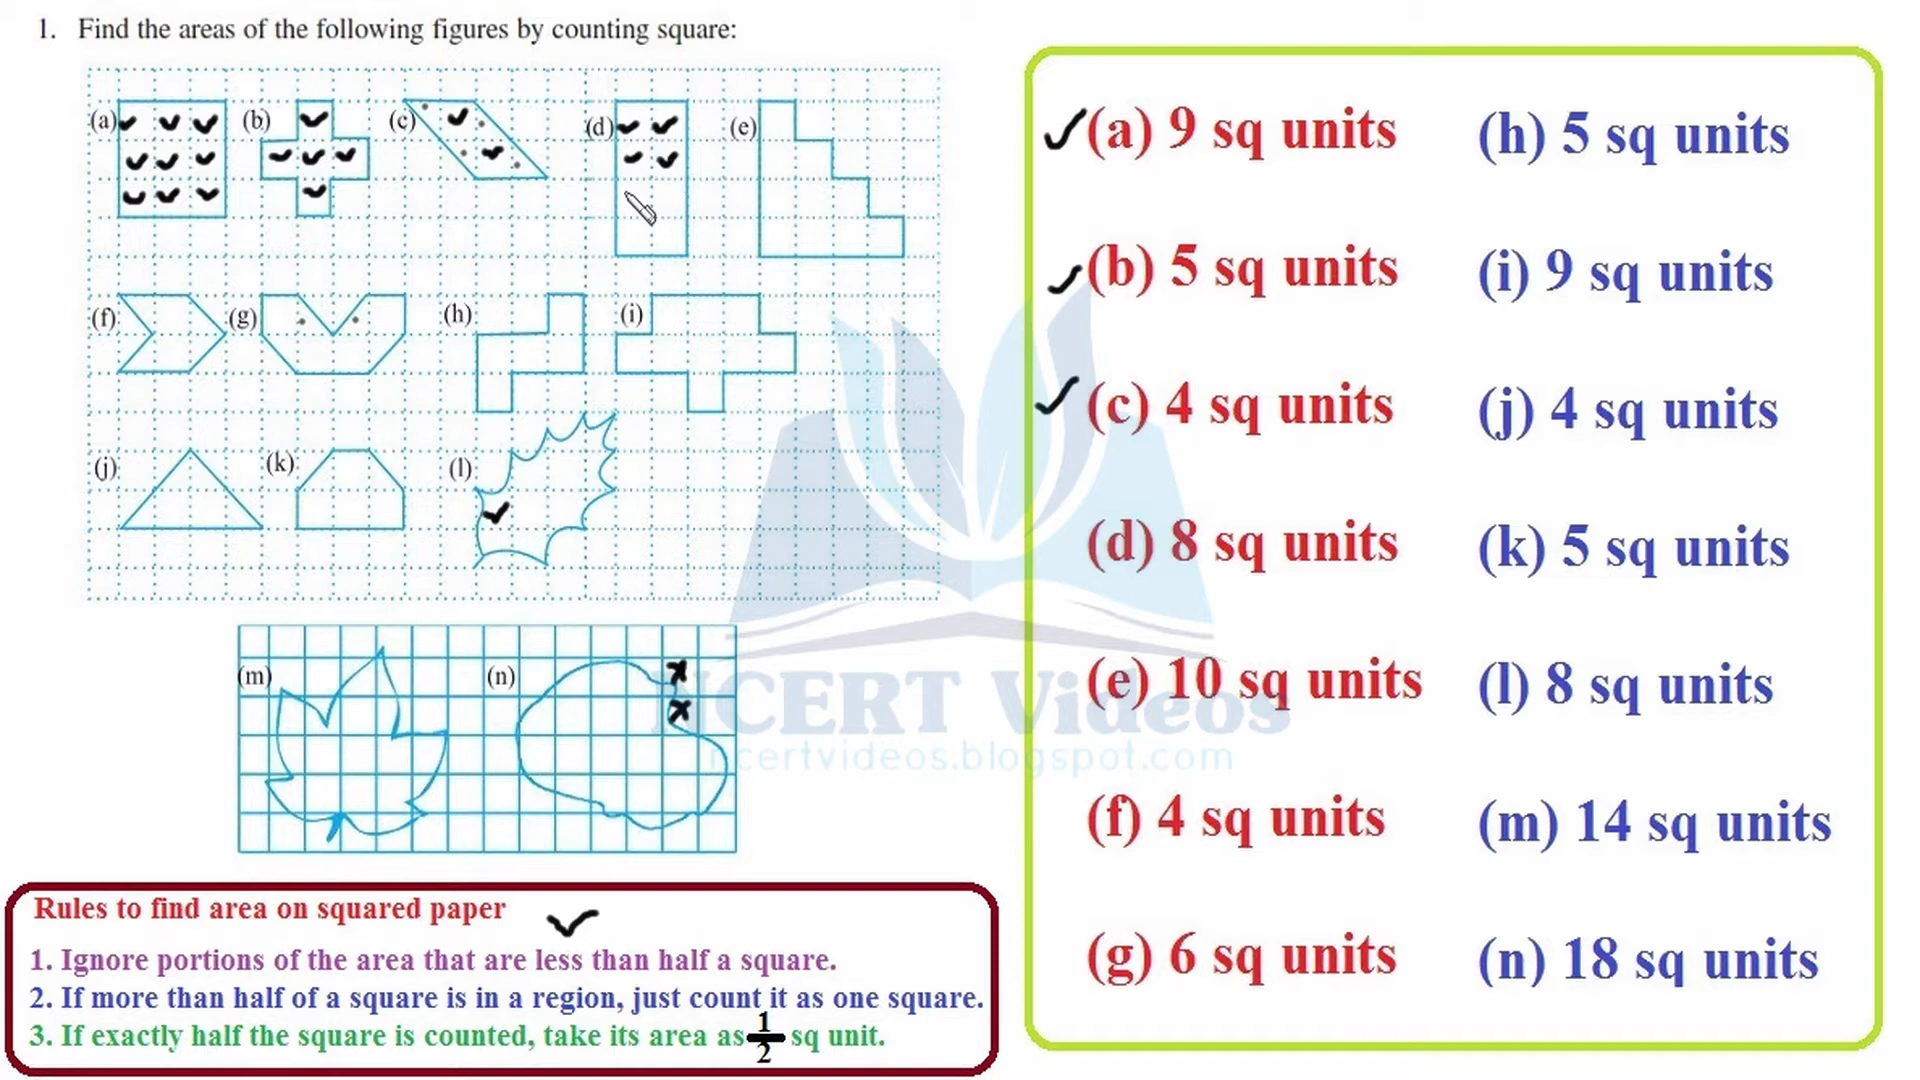 1. Find the areas of the following figures by counting square:
(a) (b) (c) (d) (e)
(f) (g) (h) (i)
(j) (k) (l)
(m) (n)
Rules to find area on squared paper
1. Ignore portions of the area that are less than half a square.
2. If more than half of a square is in a region, just count it as one square.
3. If exactly half the square is counted, take its area as 1/2 sq unit.
(a) 9 sq units
(b) 5 sq units
(c) 4 sq units
(d) 8 sq units
(e) 10 sq units
(f) 4 sq units
(g) 6 sq units
(h) 5 sq units
(i) 9 sq units
(j) 4 sq units
(k) 5 sq units
(l) 8 sq units
(m) 14 sq units
(n) 18 sq units
NCERT Videos
ncertvideos.blogspot.com